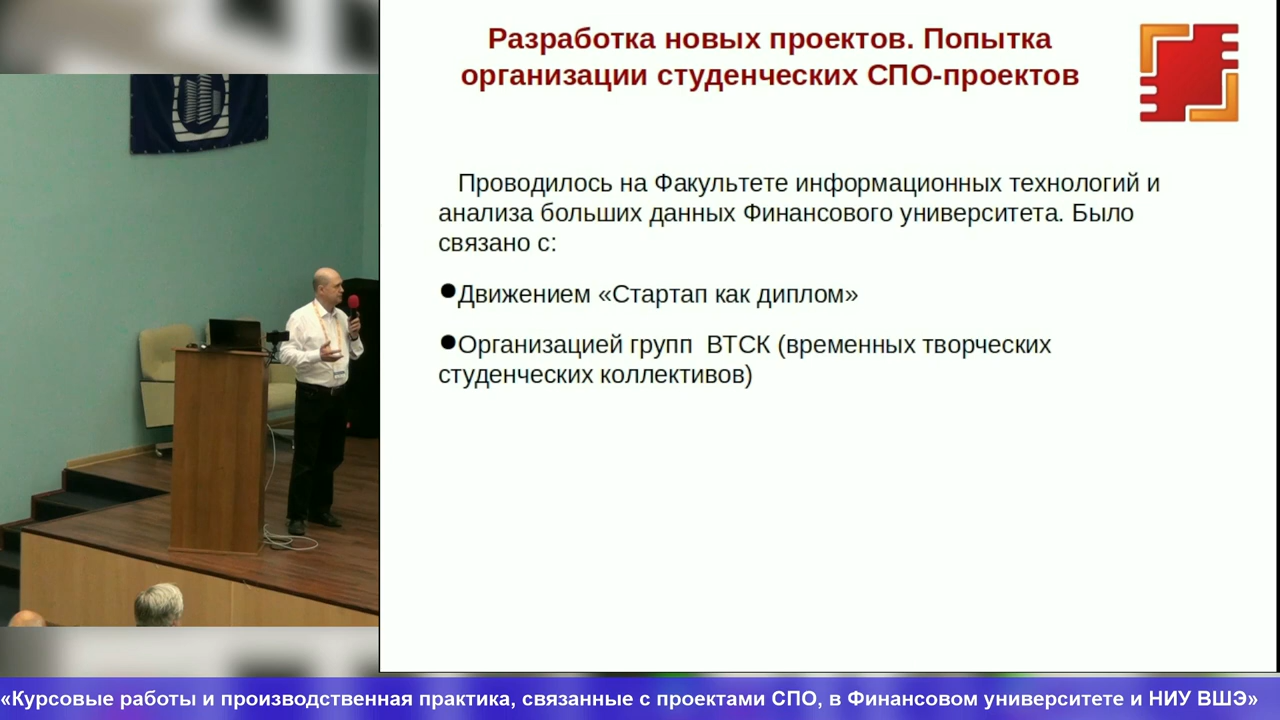 Разработка новых проектов. Попытка
организации студенческих СПО-проектов
Проводилось на Факультете информационных технологий и
анализа больших данных Финансового университета. Было
связано с:
●Движением «Стартап как диплом»
●Организацией групп ВТСК (временных творческих
студенческих коллективов)
«Курсовые работы и производственная практика, связанные с проектами СПО, в Финансовом университете и НИУ ВШЭ»